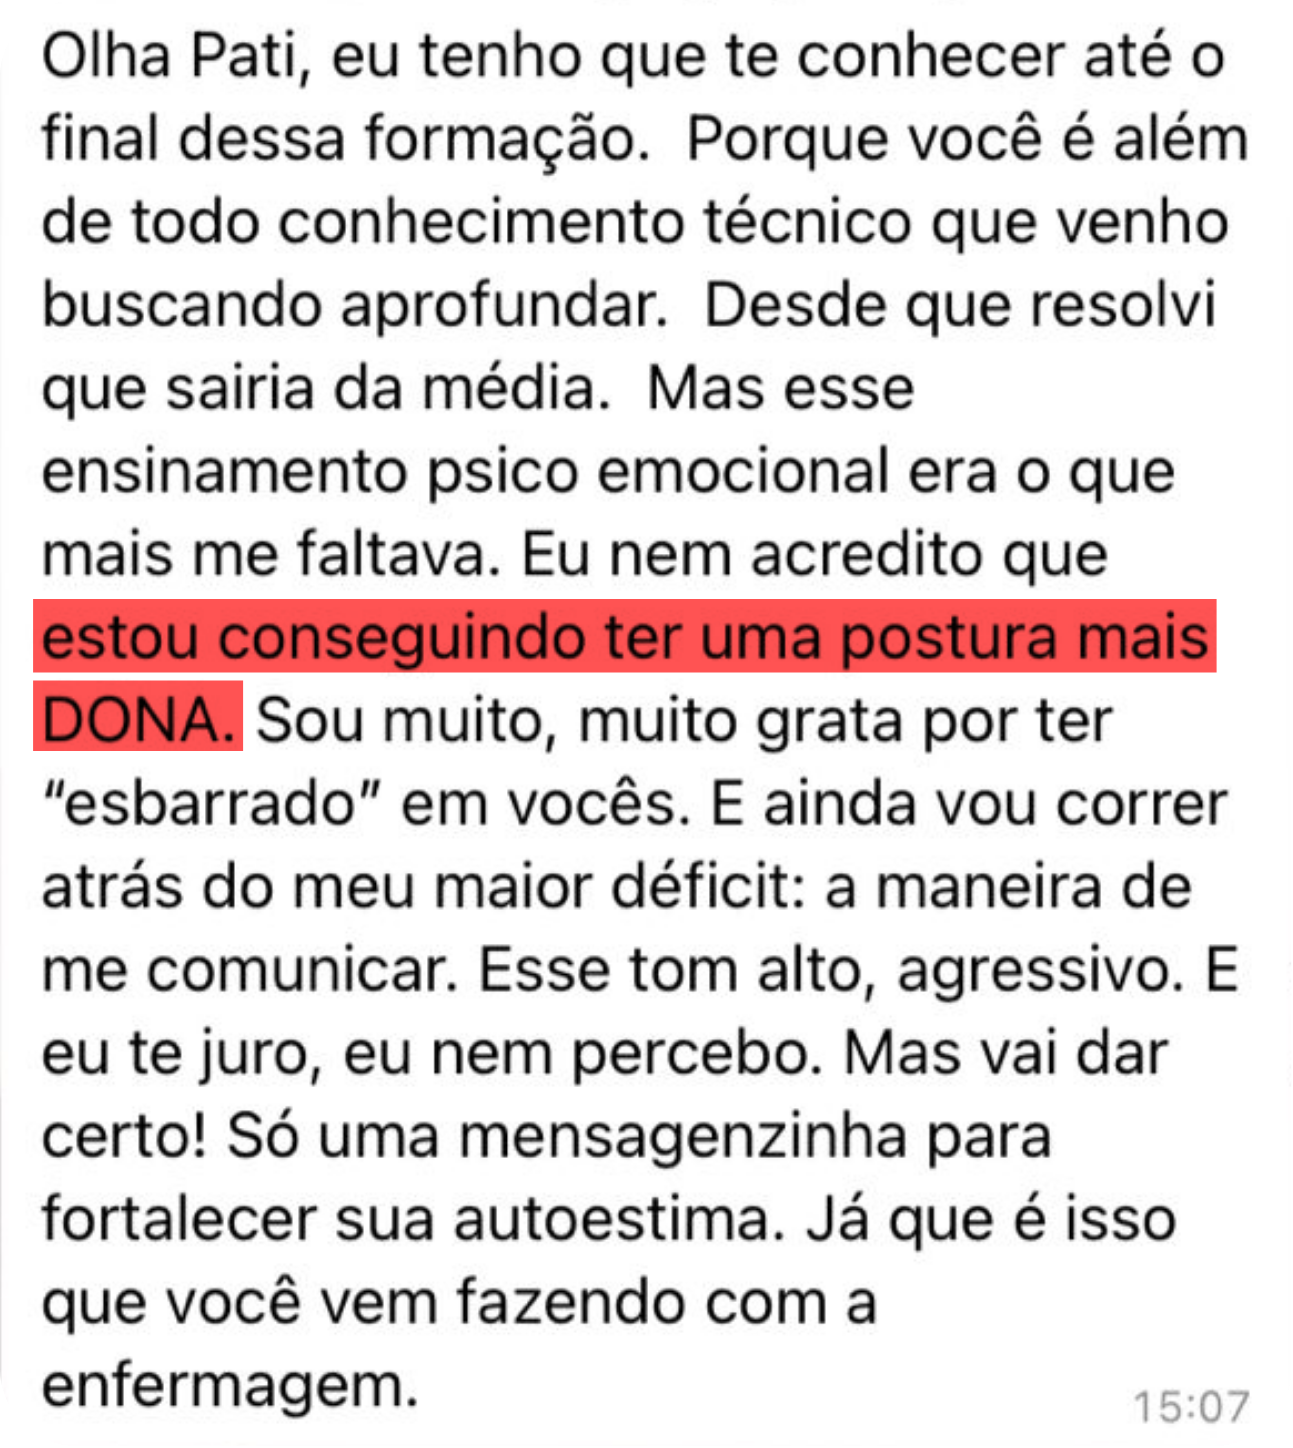 Olha Pati, eu tenho que te conhecer até o
final dessa formação.  Porque você é além
de todo conhecimento técnico que venho
buscando aprofundar.  Desde que resolvi
que sairia da média.  Mas esse
ensinamento psico emocional era o que
mais me faltava. Eu nem acredito que
estou conseguindo ter uma postura mais
DONA. Sou muito, muito grata por ter
“esbarrado” em vocês. E ainda vou correr
atrás do meu maior déficit: a maneira de
me comunicar. Esse tom alto, agressivo. E
eu te juro, eu nem percebo. Mas vai dar
certo! Só uma mensagenzinha para
fortalecer sua autoestima. Já que é isso
que você vem fazendo com a
enfermagem.
15:07